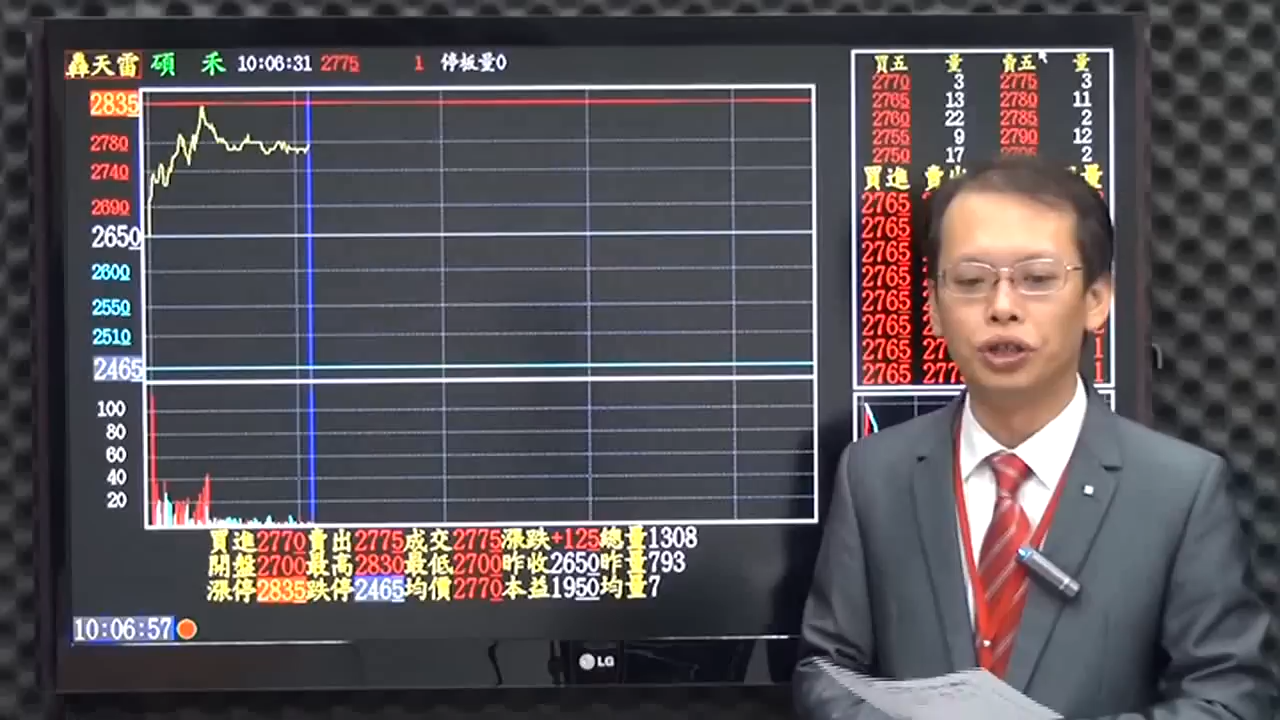 轟天雷 碩 禾 10:06:31 2775 1 停板量0
2835
2780
2740
2690
2650
2600
2550
2510
2465
100
80
60
40
20
買進2770賣出2775成交2775漲跌+125總量1308
開盤2700最高2830最低2700昨收2650昨量793
漲停2835跌停2465均價2770本益1950均量7
10:06:57
LG
買五 量 賣五 量
2770 3 2775 3
2765 13 2780 11
2760 22 2785 2
2755 9 2790 12
2750 17 2
買進 賣出 量
2765
2765
2765
2765
2765
2765
2765 1
2765 277 1